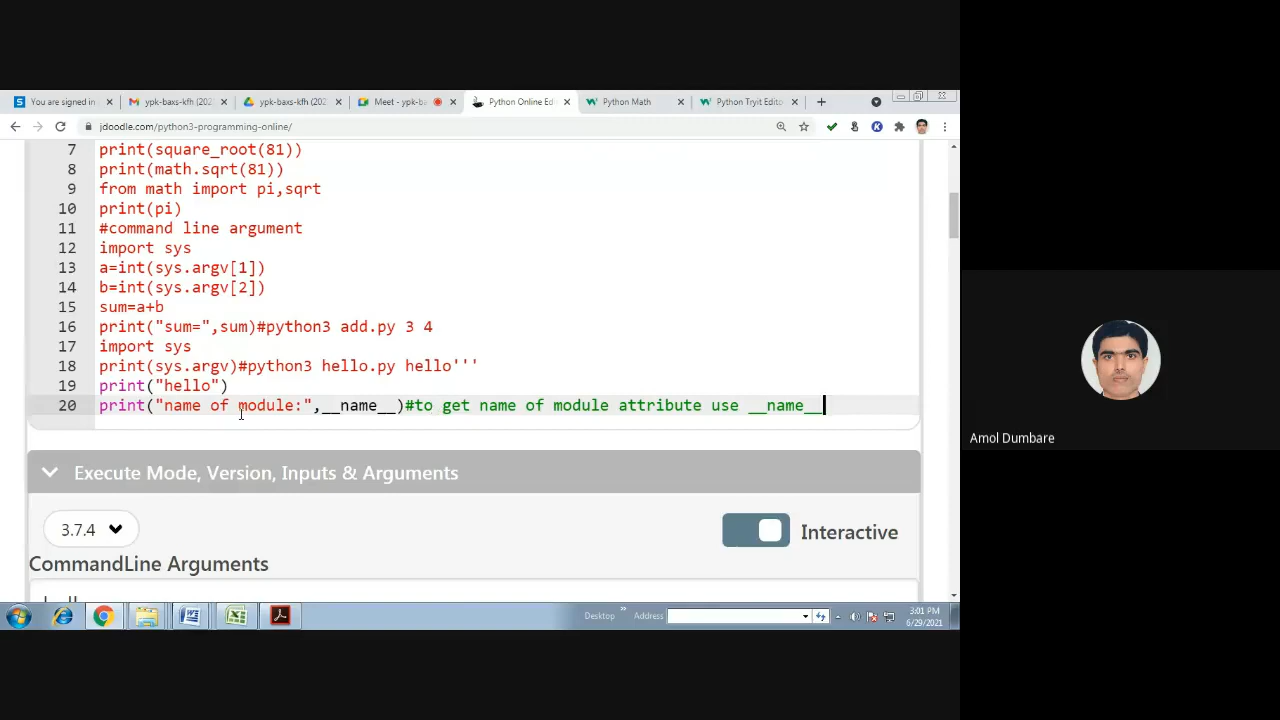 You are signed in
ypk-baxs-kfh (202
ypk-baxs-kfh (202
Meet - ypk-ba
Python Online Ed
Python Math
Python Tryit Edito
jdoodle.com/python3-programming-online/
7 print(square_root(81))
8 print(math.sqrt(81))
9 from math import pi,sqrt
10 print(pi)
11 #command line argument
12 import sys
13 a=int(sys.argv[1])
14 b=int(sys.argv[2])
15 sum=a+b
16 print("sum=",sum)#python3 add.py 3 4
17 import sys
18 print(sys.argv)#python3 hello.py hello'''
19 print("hello")
20 print("name of module:",__name__)#to get name of module attribute use __name__
Execute Mode, Version, Inputs & Arguments
3.7.4
Interactive
CommandLine Arguments
Desktop
Address
3:01 PM
6/29/2021
Amol Dumbare